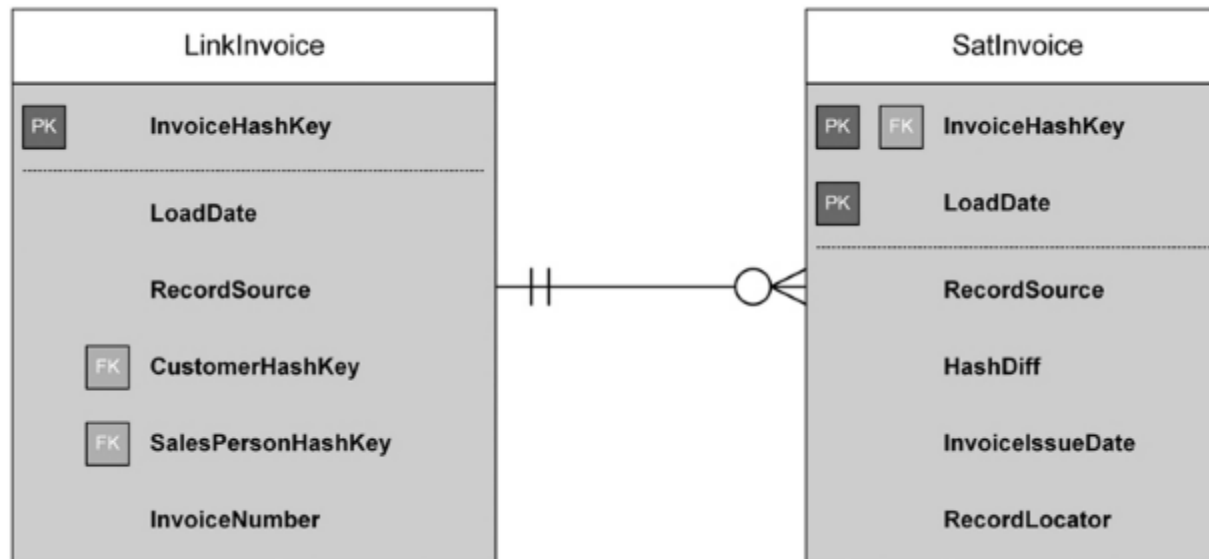 LinkInvoice
PK InvoiceHashKey
LoadDate
RecordSource
FK CustomerHashKey
FK SalesPersonHashKey
InvoiceNumber
SatInvoice
PK FK InvoiceHashKey
PK LoadDate
RecordSource
HashDiff
InvoiceIssueDate
RecordLocator